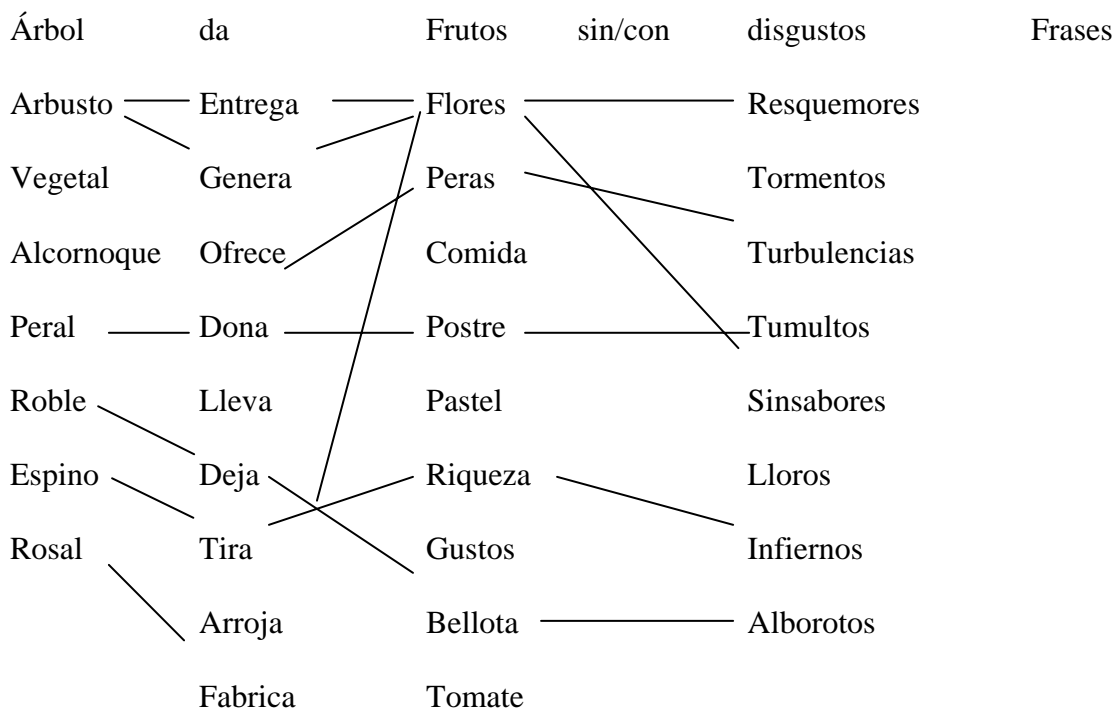 Árbol da Frutos sin/con disgustos Frases
Arbusto Entrega Flores Resquemores
Vegetal Genera Peras Tormentos
Alcornoque Ofrece Comida Turbulencias
Peral Dona Postre Tumultos
Roble Lleva Pastel Sinsabores
Espino Deja Riqueza Lloros
Rosal Tira Gustos Infiernos
Arroja Bellota Alborotos
Fabrica Tomate